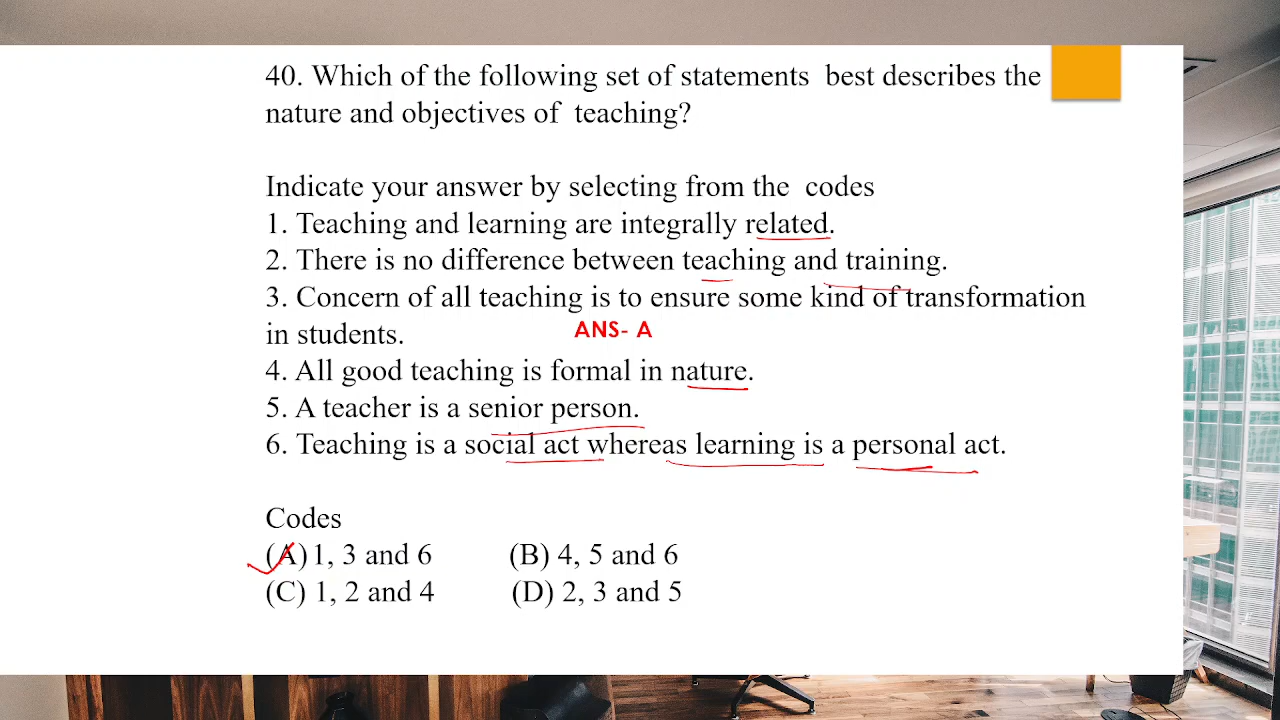 40. Which of the following set of statements best describes the
nature and objectives of teaching?
Indicate your answer by selecting from the codes
1. Teaching and learning are integrally related.
2. There is no difference between teaching and training.
3. Concern of all teaching is to ensure some kind of transformation
in students.
ANS- A
4. All good teaching is formal in nature.
5. A teacher is a senior person.
6. Teaching is a social act whereas learning is a personal act.
Codes
(A) 1, 3 and 6 (B) 4, 5 and 6
(C) 1, 2 and 4 (D) 2, 3 and 5